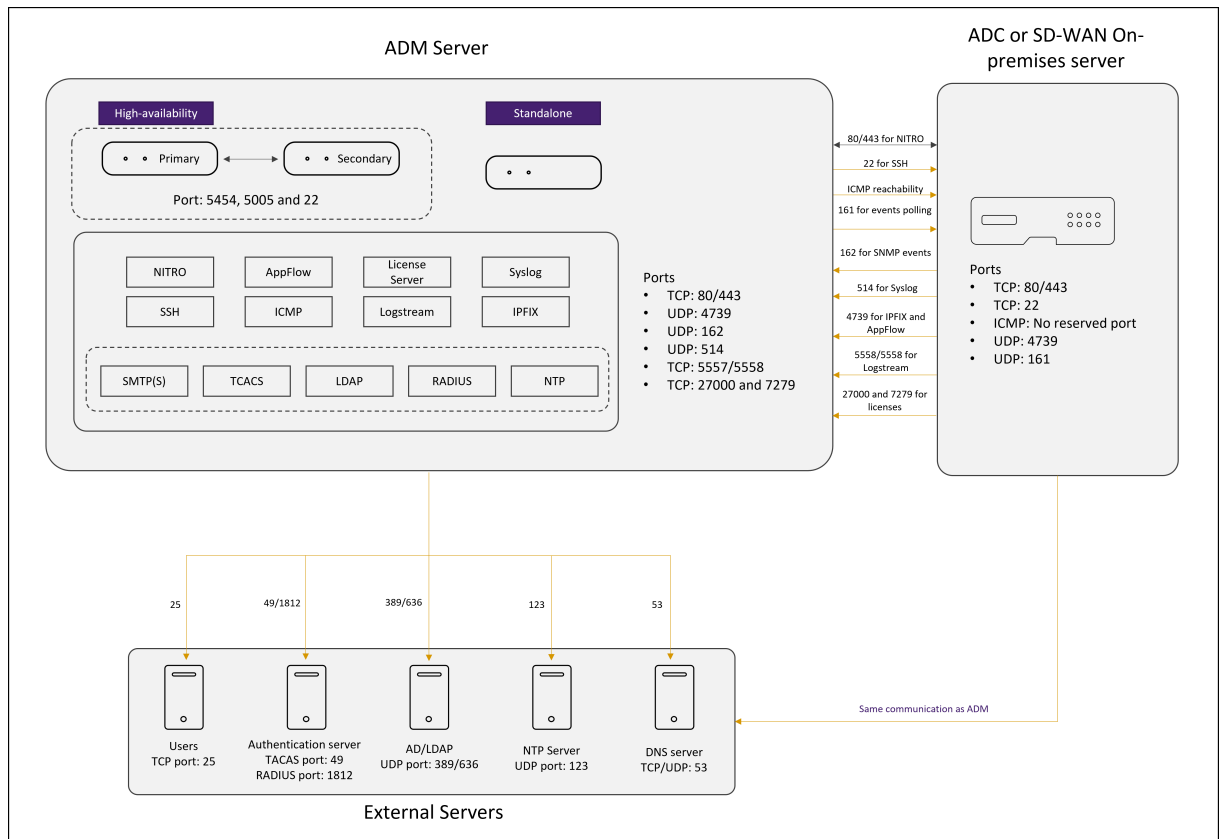 ADM Server
ADC or SD-WAN On-
premises server
High-availability
Standalone
Primary
Secondary
Port: 5454, 5005 and 22
NITRO
AppFlow
License
Server
Syslog
SSH
ICMP
Logstream
IPFIX
SMTP(S)
TCACS
LDAP
RADIUS
NTP
Ports
• TCP: 80/443
• UDP: 4739
• UDP: 162
• UDP: 514
• TCP: 5557/5558
• TCP: 27000 and 7279
80/443 for NITRO
22 for SSH
ICMP reachability
161 for events polling
162 for SNMP events
514 for Syslog
4739 for IPFIX and
AppFlow
5558/5558 for
Logstream
27000 and 7279 for
licenses
Ports
• TCP: 80/443
• TCP: 22
• ICMP: No reserved port
• UDP: 4739
• UDP: 161
25
49/1812
389/636
123
53
Users
TCP port: 25
Authentication server
TACAS port: 49
RADIUS port: 1812
AD/LDAP
UDP port: 389/636
NTP Server
UDP port: 123
DNS server
TCP/UDP: 53
Same communication as ADM
External Servers